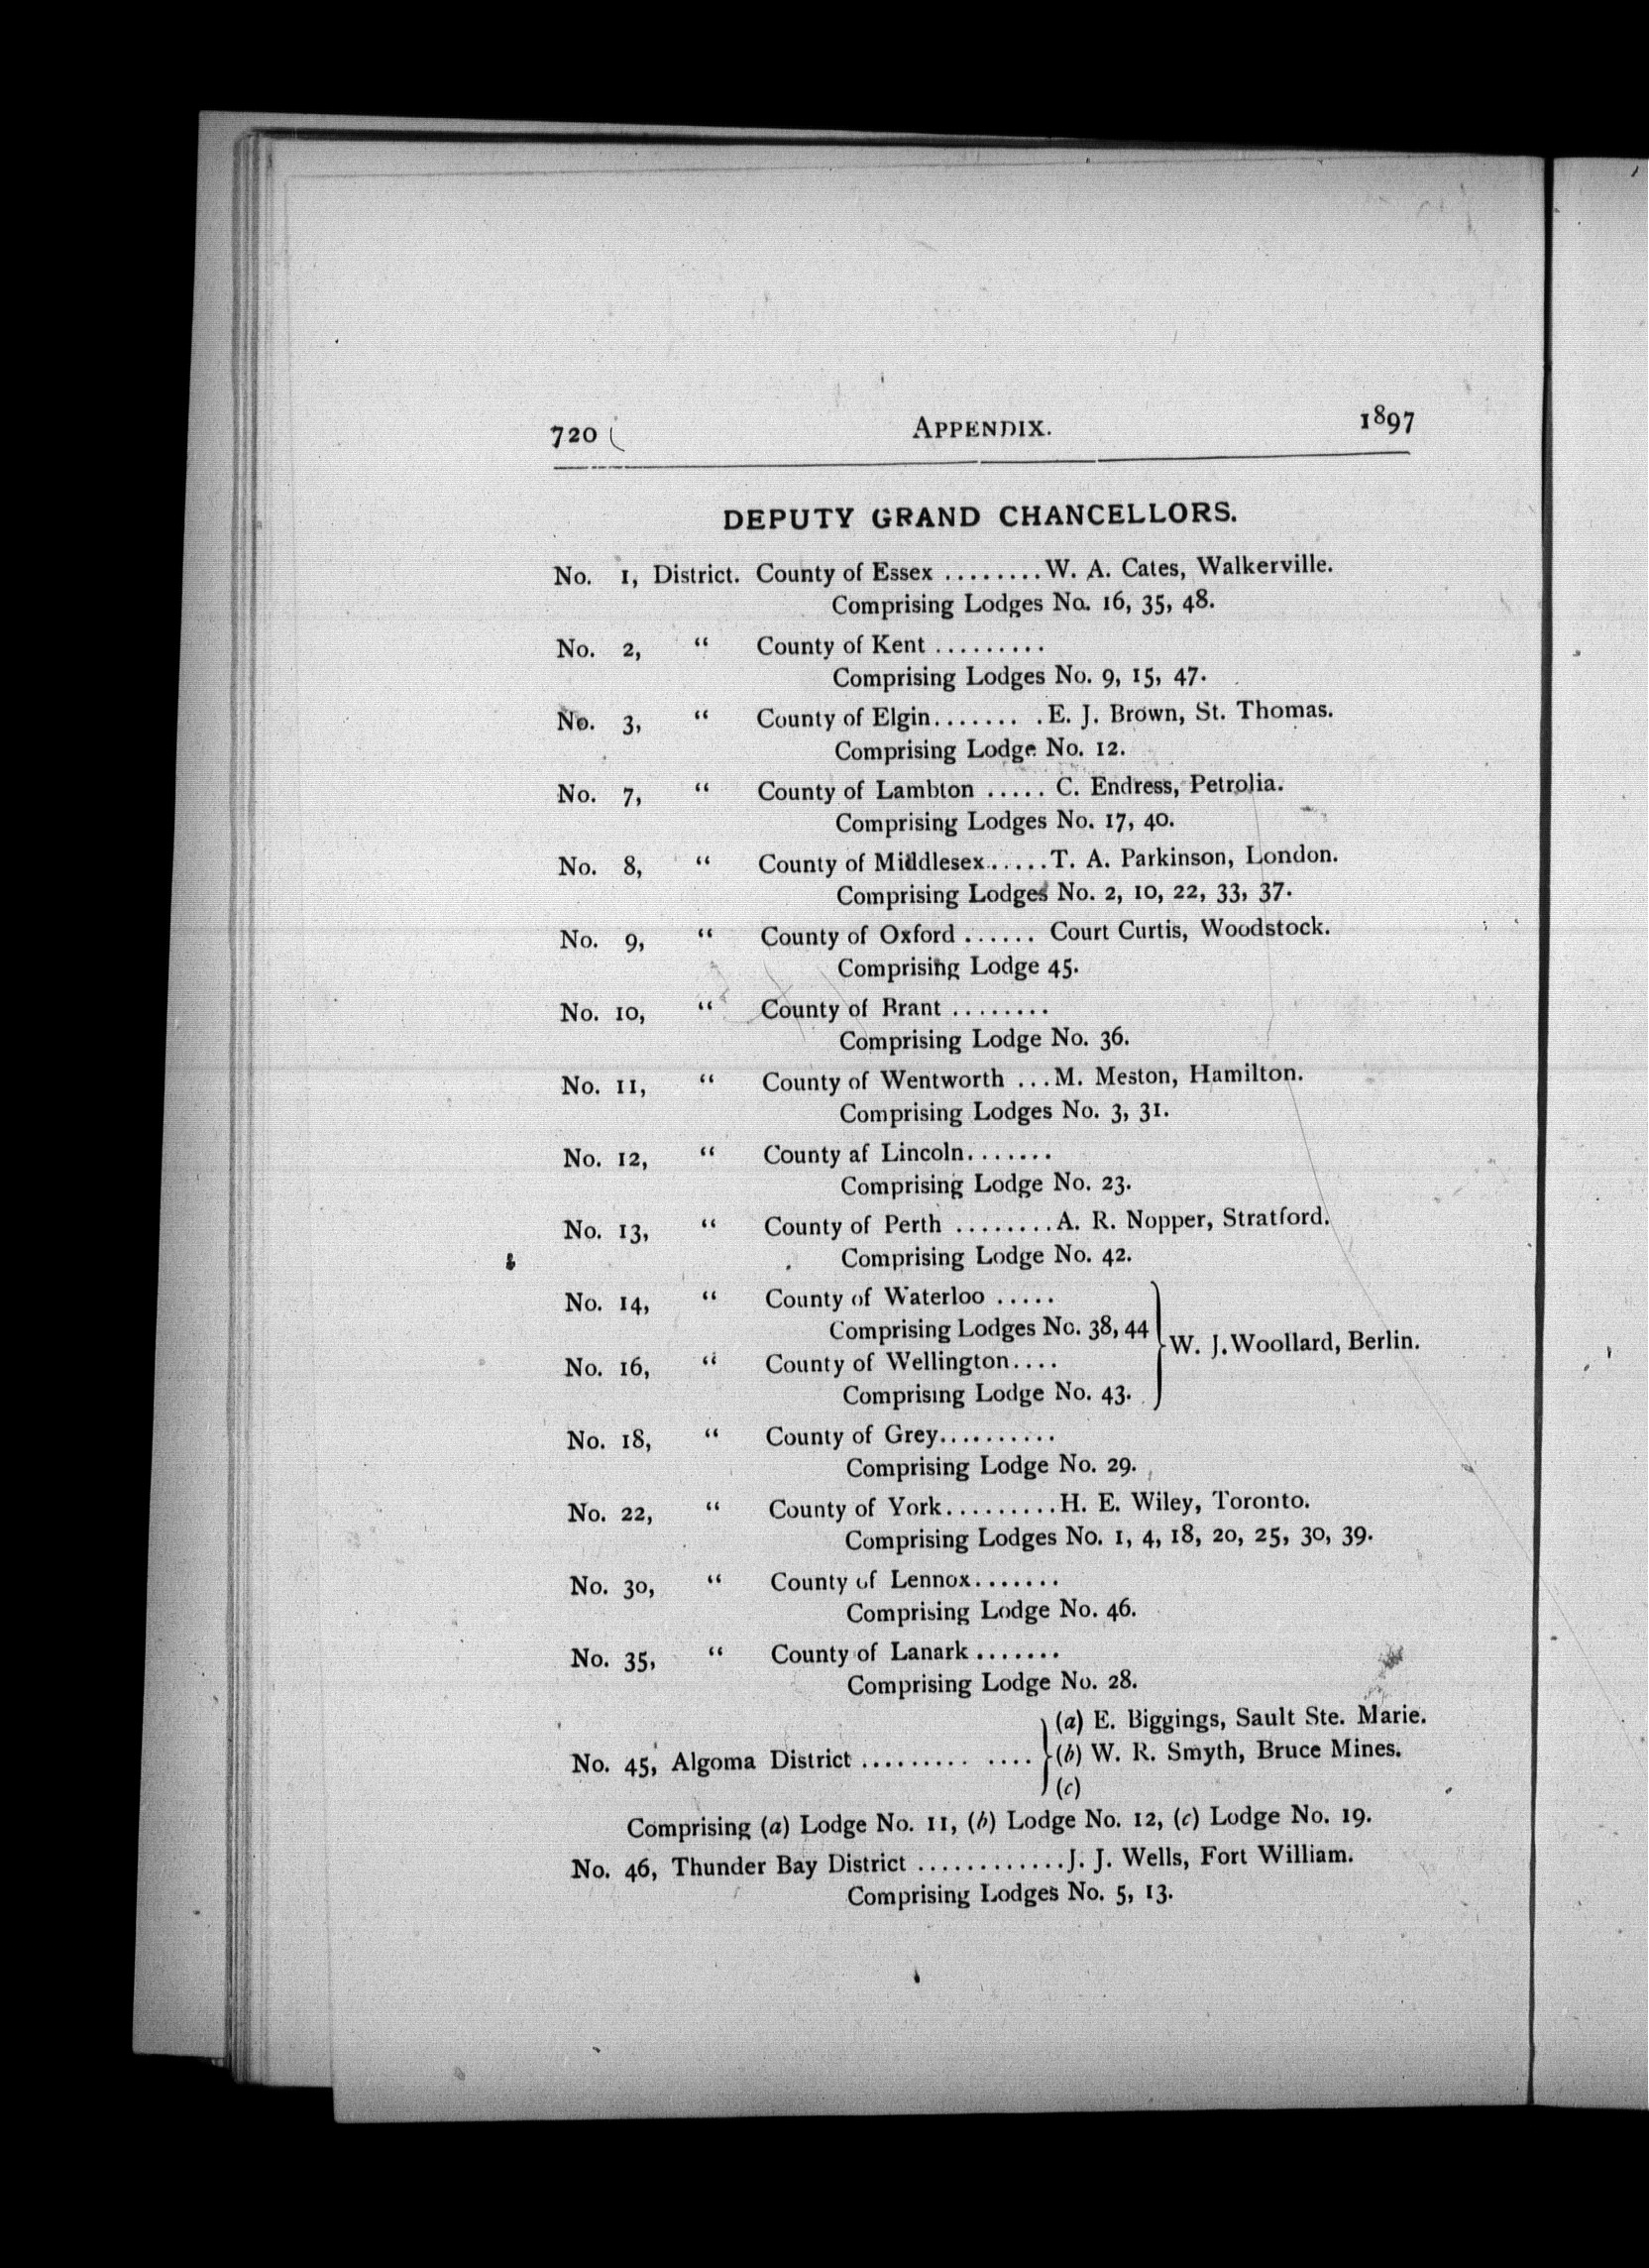 720 APPENDIX. 1897
DEPUTY GRAND CHANCELLORS.
No. 1, District. County of Essex ........W. A. Cates, Walkerville.
Comprising Lodges No. 16, 35, 48.
No. 2, “ County of Kent .........
Comprising Lodges No. 9, 15, 47.
No. 3, “ County of Elgin....... .E. J. Brown, St. Thomas.
Comprising Lodge No. 12.
No. 7, “ County of Lambton ..... C. Endress, Petrolia.
Comprising Lodges No. 17, 40.
No. 8, “ County of Middlesex.....T. A. Parkinson, London.
Comprising Lodges No. 2, 10, 22, 33, 37.
No. 9, “ County of Oxford ...... Court Curtis, Woodstock.
Comprising Lodge 45.
No. 10, “ County of Brant ........
Comprising Lodge No. 36.
No. 11, “ County of Wentworth ...M. Meston, Hamilton.
Comprising Lodges No. 3, 31.
No. 12, “ County af Lincoln.......
Comprising Lodge No. 23.
No. 13, “ County of Perth ........A. R. Nopper, Stratford.
Comprising Lodge No. 42.
No. 14, “ County of Waterloo .....
Comprising Lodges No. 38, 44
W. J. Woollard, Berlin.
No. 16, “ County of Wellington....
Comprising Lodge No. 43.
No. 18, “ County of Grey..........
Comprising Lodge No. 29.
No. 22, “ County of York.........H. E. Wiley, Toronto.
Comprising Lodges No. 1, 4, 18, 20, 25, 30, 39.
No. 30, “ County of Lennox.......
Comprising Lodge No. 46.
No. 35, “ County of Lanark .......
Comprising Lodge No. 28.
(a) E. Biggings, Sault Ste. Marie.
No. 45, Algoma District ......... .... (b) W. R. Smyth, Bruce Mines.
(c)
Comprising (a) Lodge No. 11, (b) Lodge No. 12, (c) Lodge No. 19.
No. 46, Thunder Bay District ............J. J. Wells, Fort William.
Comprising Lodges No. 5, 13.